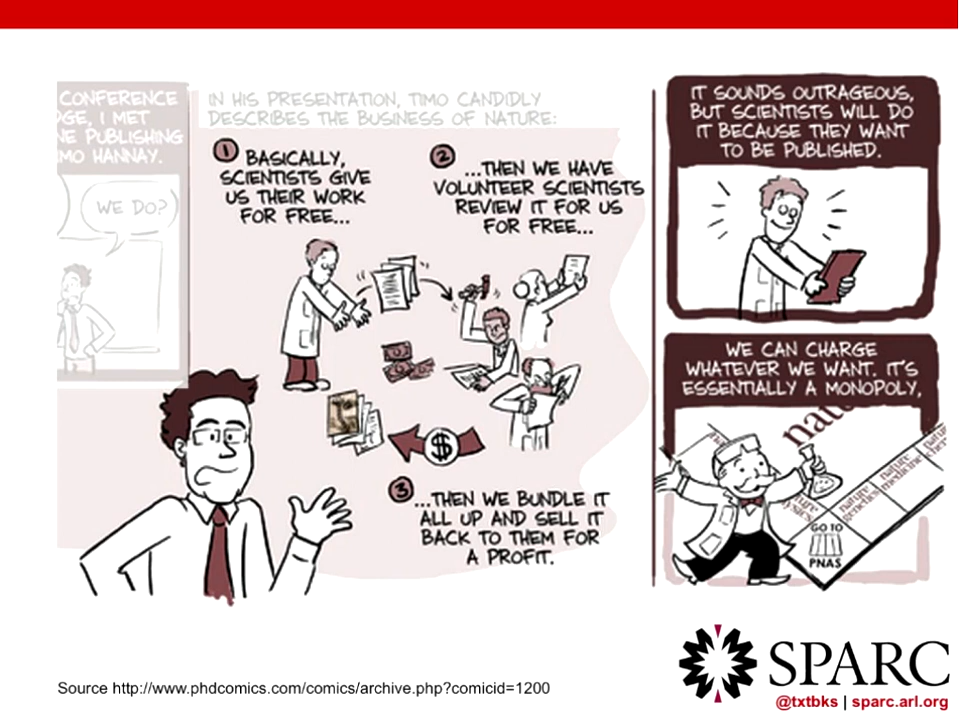 CONFERENCE
I MET
PUBLISHING
HANNAY.
WE DO?
IN HIS PRESENTATION, TIMO CANDIDLY
DESCRIBES THE BUSINESS OF NATURE:
1
BASICALLY,
SCIENTISTS GIVE
US THEIR WORK
FOR FREE...
2
...THEN WE HAVE
VOLUNTEER SCIENTISTS
REVIEW IT FOR US
FOR FREE...
$
3
...THEN WE BUNDLE IT
ALL UP AND SELL IT
BACK TO THEM FOR
A PROFIT.
IT SOUNDS OUTRAGEOUS,
BUT SCIENTISTS WILL DO
IT BECAUSE THEY WANT
TO BE PUBLISHED.
WE CAN CHARGE
WHATEVER WE WANT. IT'S
ESSENTIALLY A MONOPOLY,
nature
genetics
nature
medicine
GO TO
PNAS
SPARC
Source http://www.phdcomics.com/comics/archive.php?comicid=1200
@txtbks | sparc.arl.org